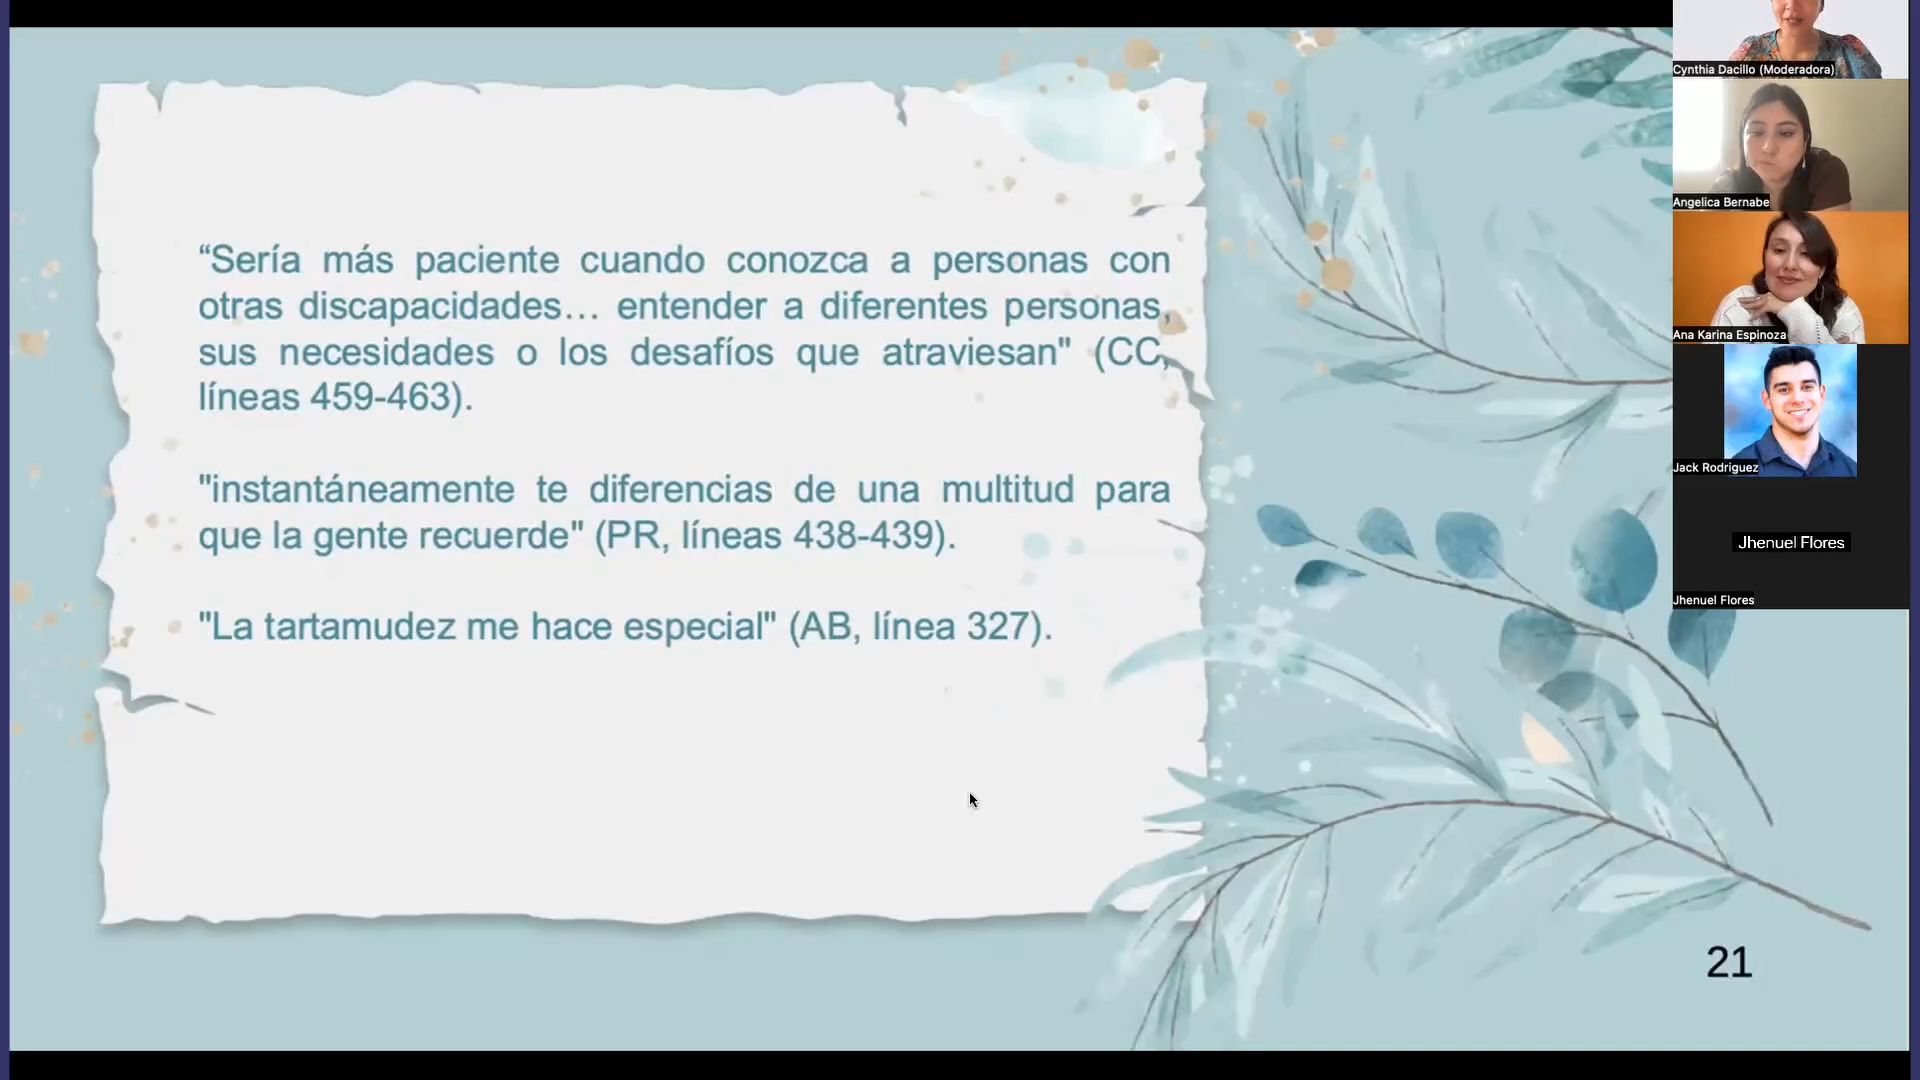 “Sería más paciente cuando conozca a personas con
otras discapacidades… entender a diferentes personas,
sus necesidades o los desafíos que atraviesan" (CC,
líneas 459-463).
"instantáneamente te diferencias de una multitud para
que la gente recuerde" (PR, líneas 438-439).
"La tartamudez me hace especial" (AB, línea 327).
21
Cynthia Dacillo (Moderadora)
Angelica Bernabe
Ana Karina Espinoza
Jack Rodriguez
Jhenuel Flores
Jhenuel Flores